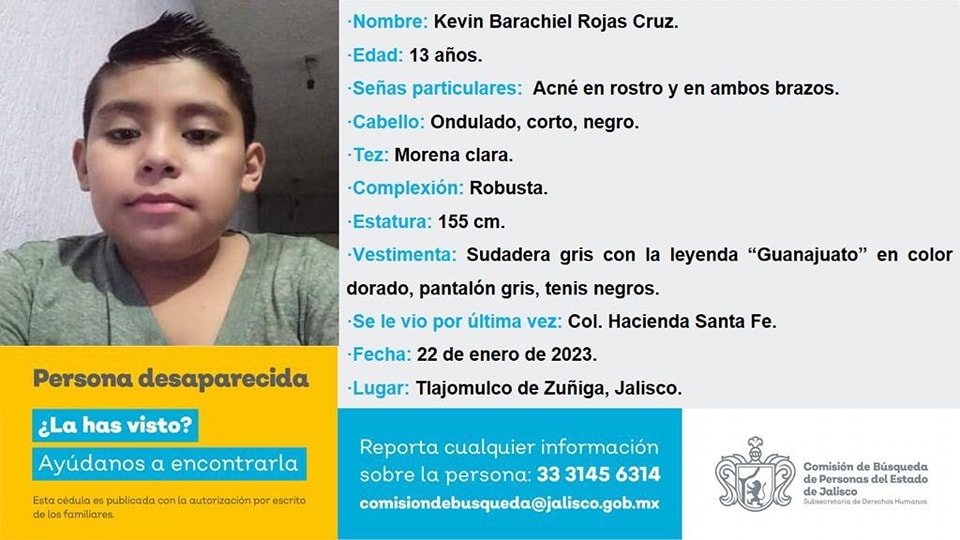 ·Nombre: Kevin Barachiel Rojas Cruz.
·Edad: 13 años.
·Señas particulares: Acné en rostro y en ambos brazos.
·Cabello: Ondulado, corto, negro.
·Tez: Morena clara.
·Complexión: Robusta.
·Estatura: 155 cm.
·Vestimenta: Sudadera gris con la leyenda “Guanajuato” en color
dorado, pantalón gris, tenis negros.
·Se le vio por última vez: Col. Hacienda Santa Fe.
·Fecha: 22 de enero de 2023.
·Lugar: Tlajomulco de Zuñiga, Jalisco.
Persona desaparecida
¿La has visto?
Ayúdanos a encontrarla
Esta cédula es publicada con la autorización por escrito
de los familiares.
Reporta cualquier información
sobre la persona: 33 3145 6314
comisiondebusqueda@jalisco.gob.mx
Comisión de Búsqueda
de Personas del Estado
de Jalisco
Subsecretaría de Derechos Humanos